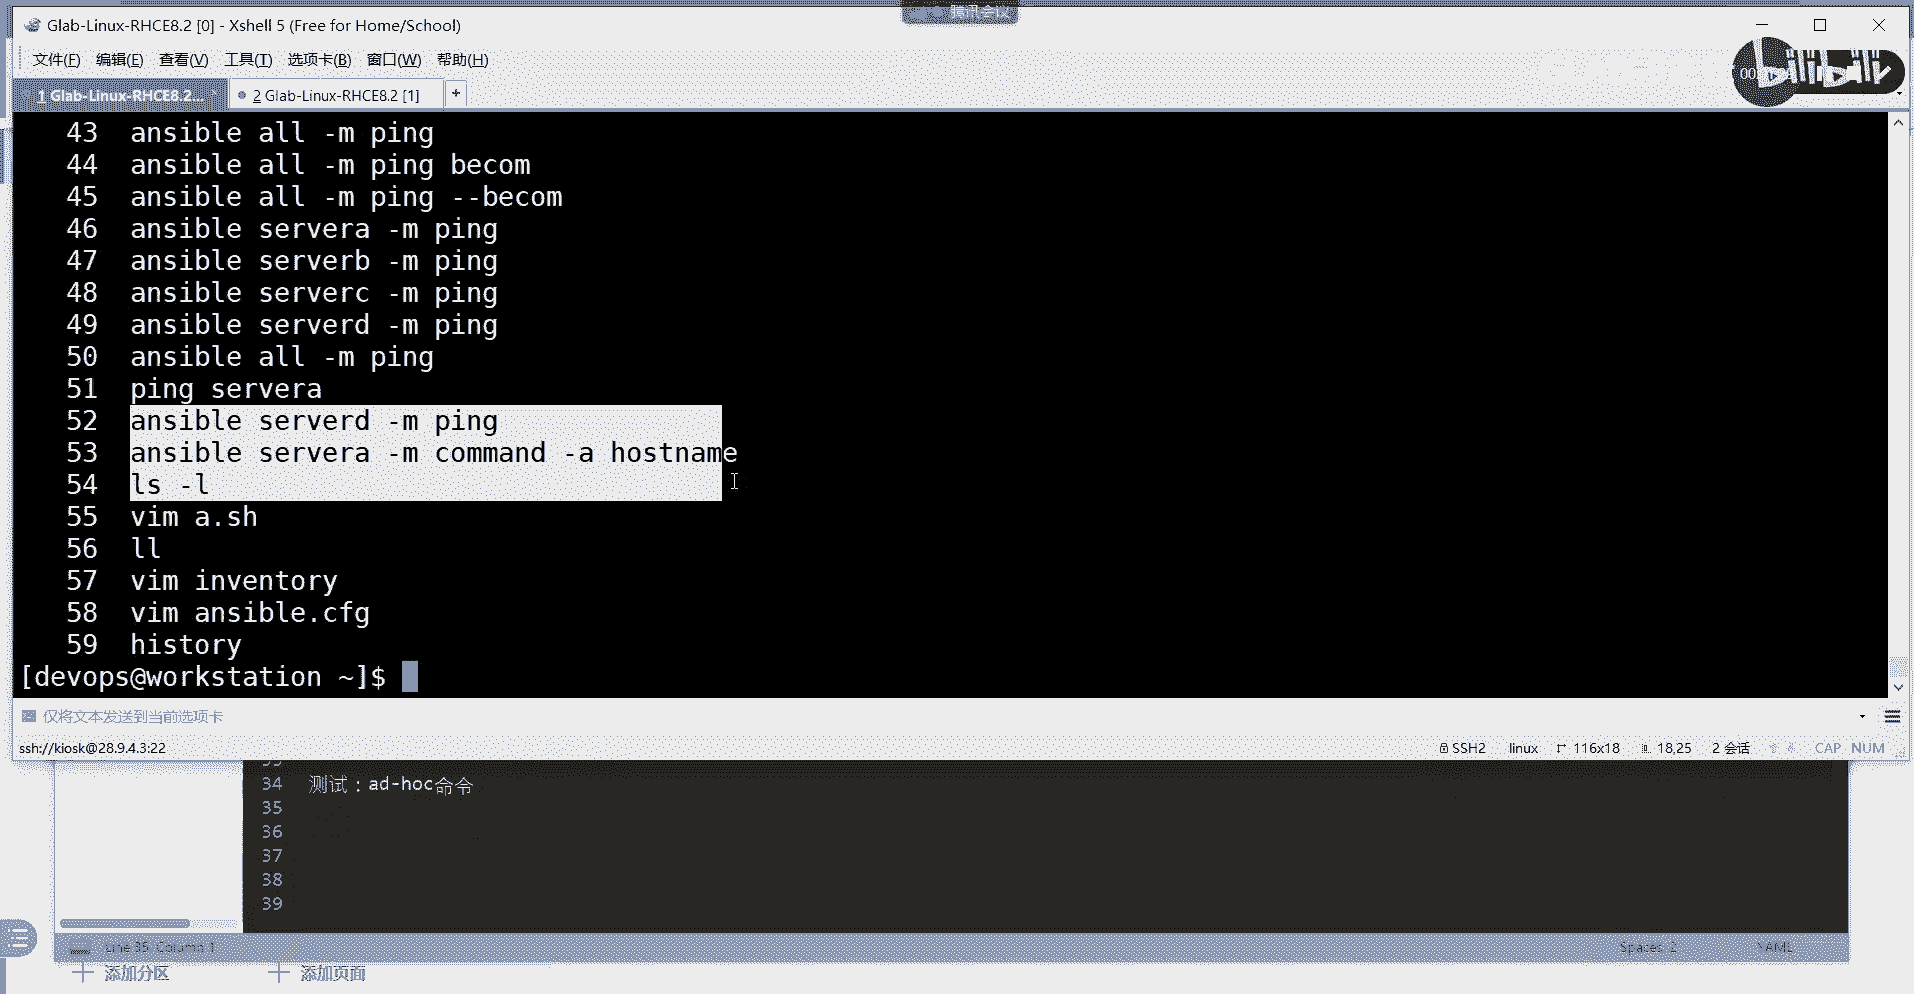 腾讯会议
Glab-Linux-RHCE8.2 [0] - Xshell 5 (Free for Home/School)
文件(F) 编辑(E) 查看(V) 工具(T) 选项卡(B) 窗口(W) 帮助(H)
bilibili
1 Glab-Linux-RHCE8.2... 2 Glab-Linux-RHCE8.2 [1] +
43 ansible all -m ping
44 ansible all -m ping becom
45 ansible all -m ping --becom
46 ansible servera -m ping
47 ansible serverb -m ping
48 ansible serverc -m ping
49 ansible serverd -m ping
50 ansible all -m ping
51 ping servera
52 ansible serverd -m ping
53 ansible servera -m command -a hostname
54 ls -l
55 vim a.sh
56 ll
57 vim inventory
58 vim ansible.cfg
59 history
[devops@workstation ~]$
仅将文本发送到当前选项卡
ssh://kiosk@28.9.4.3:22 SSH2 linux 116x18 18,25 2 会话 CAP NUM
33
34 测试：ad-hoc命令
35
36
37
38
39
Line 35, Column 1 Spaces: 2 YAML
添加分区 添加页面